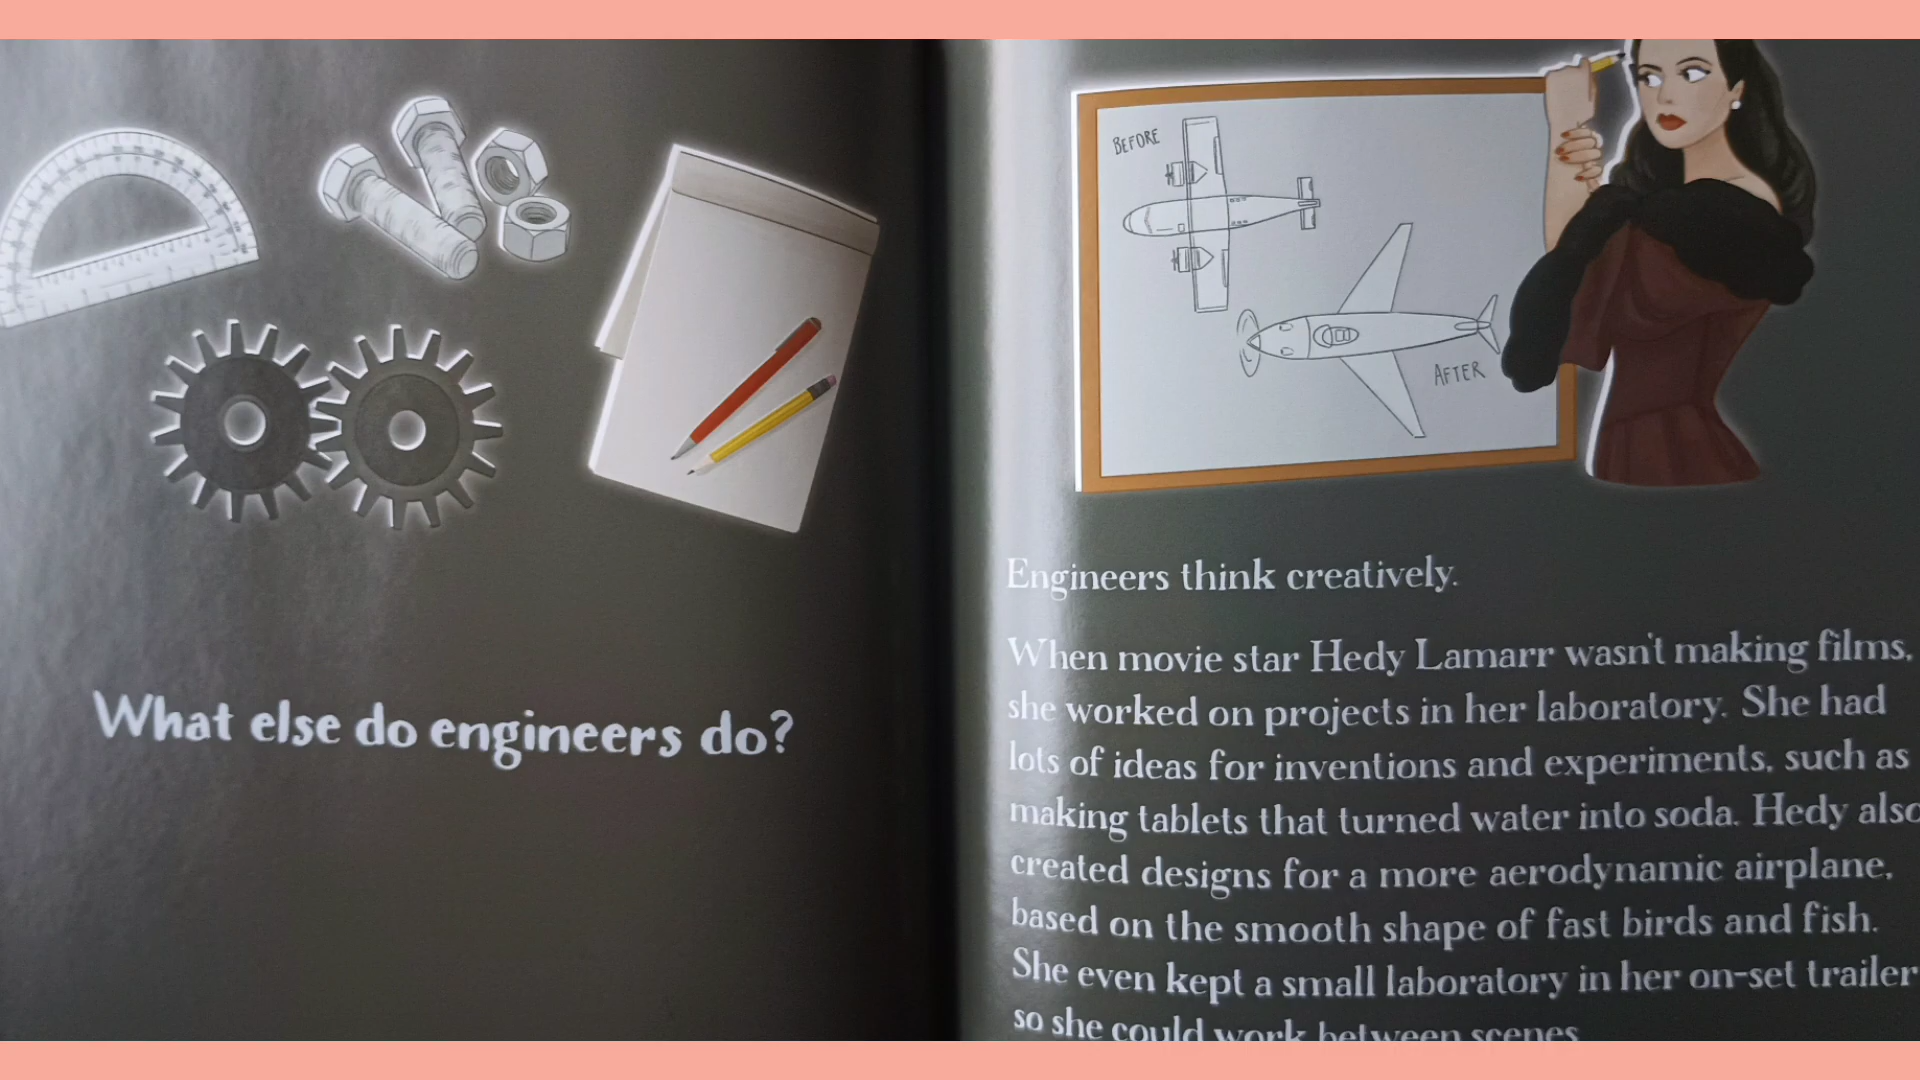 What else do engineers do?
BEFORE
AFTER
Engineers think creatively.
When movie star Hedy Lamarr wasn't making films,
she worked on projects in her laboratory. She had
lots of ideas for inventions and experiments, such as
making tablets that turned water into soda. Hedy also
created designs for a more aerodynamic airplane,
based on the smooth shape of fast birds and fish.
She even kept a small laboratory in her on-set trailer
so she could work between scenes